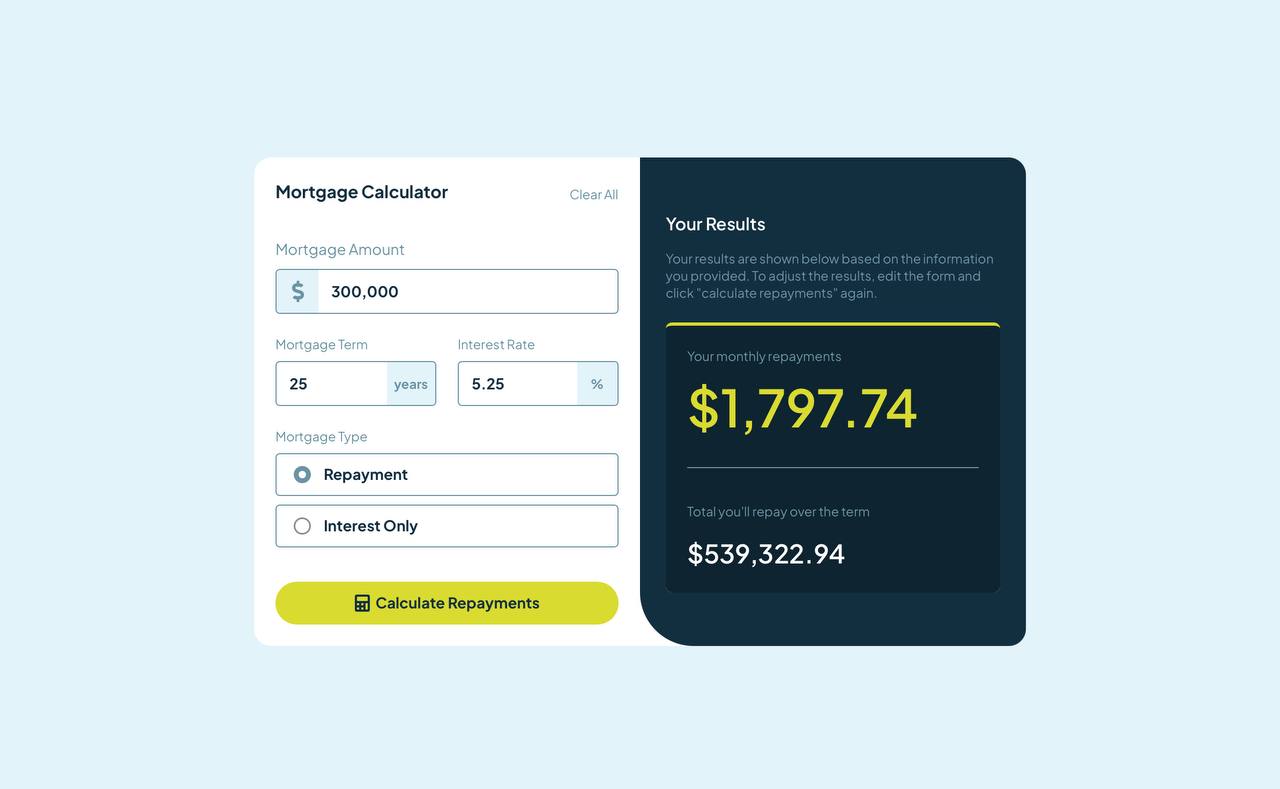 Mortgage Calculator
Clear All
Mortgage Amount
$ 300,000
Mortgage Term
25 years
Interest Rate
5.25 %
Mortgage Type
Repayment
Interest Only
Calculate Repayments
Your Results
Your results are shown below based on the information
you provided. To adjust the results, edit the form and
click "calculate repayments" again.
Your monthly repayments
$1,797.74
Total you'll repay over the term
$539,322.94